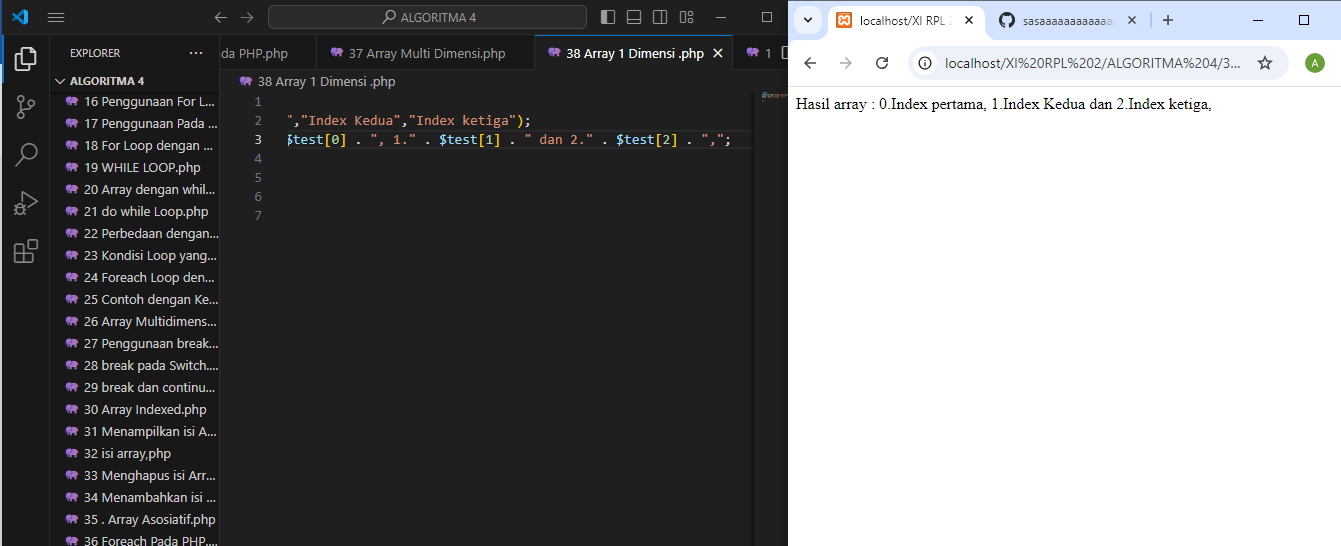 ALGORITMA 4
EXPLORER
ALGORITMA 4
16 Penggunaan For L...
17 Penggunaan Pada ...
18 For Loop dengan ...
19 WHILE LOOP.php
20 Array dengan whil...
21 do while Loop.php
22 Perbedaan dengan...
23 Kondisi Loop yang...
24 Foreach Loop den...
25 Contoh dengan Ke...
26 Array Multidimens...
27 Penggunaan break...
28 break pada Switch....
29 break dan continu...
30 Array Indexed.php
31 Menampilkan isi A...
32 isi array,php
33 Menghapus isi Arr...
34 Menambahkan isi ...
35 . Array Asosiatif.php
36 Foreach Pada PHP....
da PHP.php
37 Array Multi Dimensi.php
38 Array 1 Dimensi .php
1
38 Array 1 Dimensi .php
1
2 ","Index Kedua","Index ketiga");
3 $test[0] . ", 1." . $test[1] . " dan 2." . $test[2] . ",";
4
5
6
7
localhost/XI RPL 2
sasaaaaaaaaaaaa
localhost/XI%20RPL%202/ALGORITMA%204/3...
A
Hasil array : 0.Index pertama, 1.Index Kedua dan 2.Index ketiga,